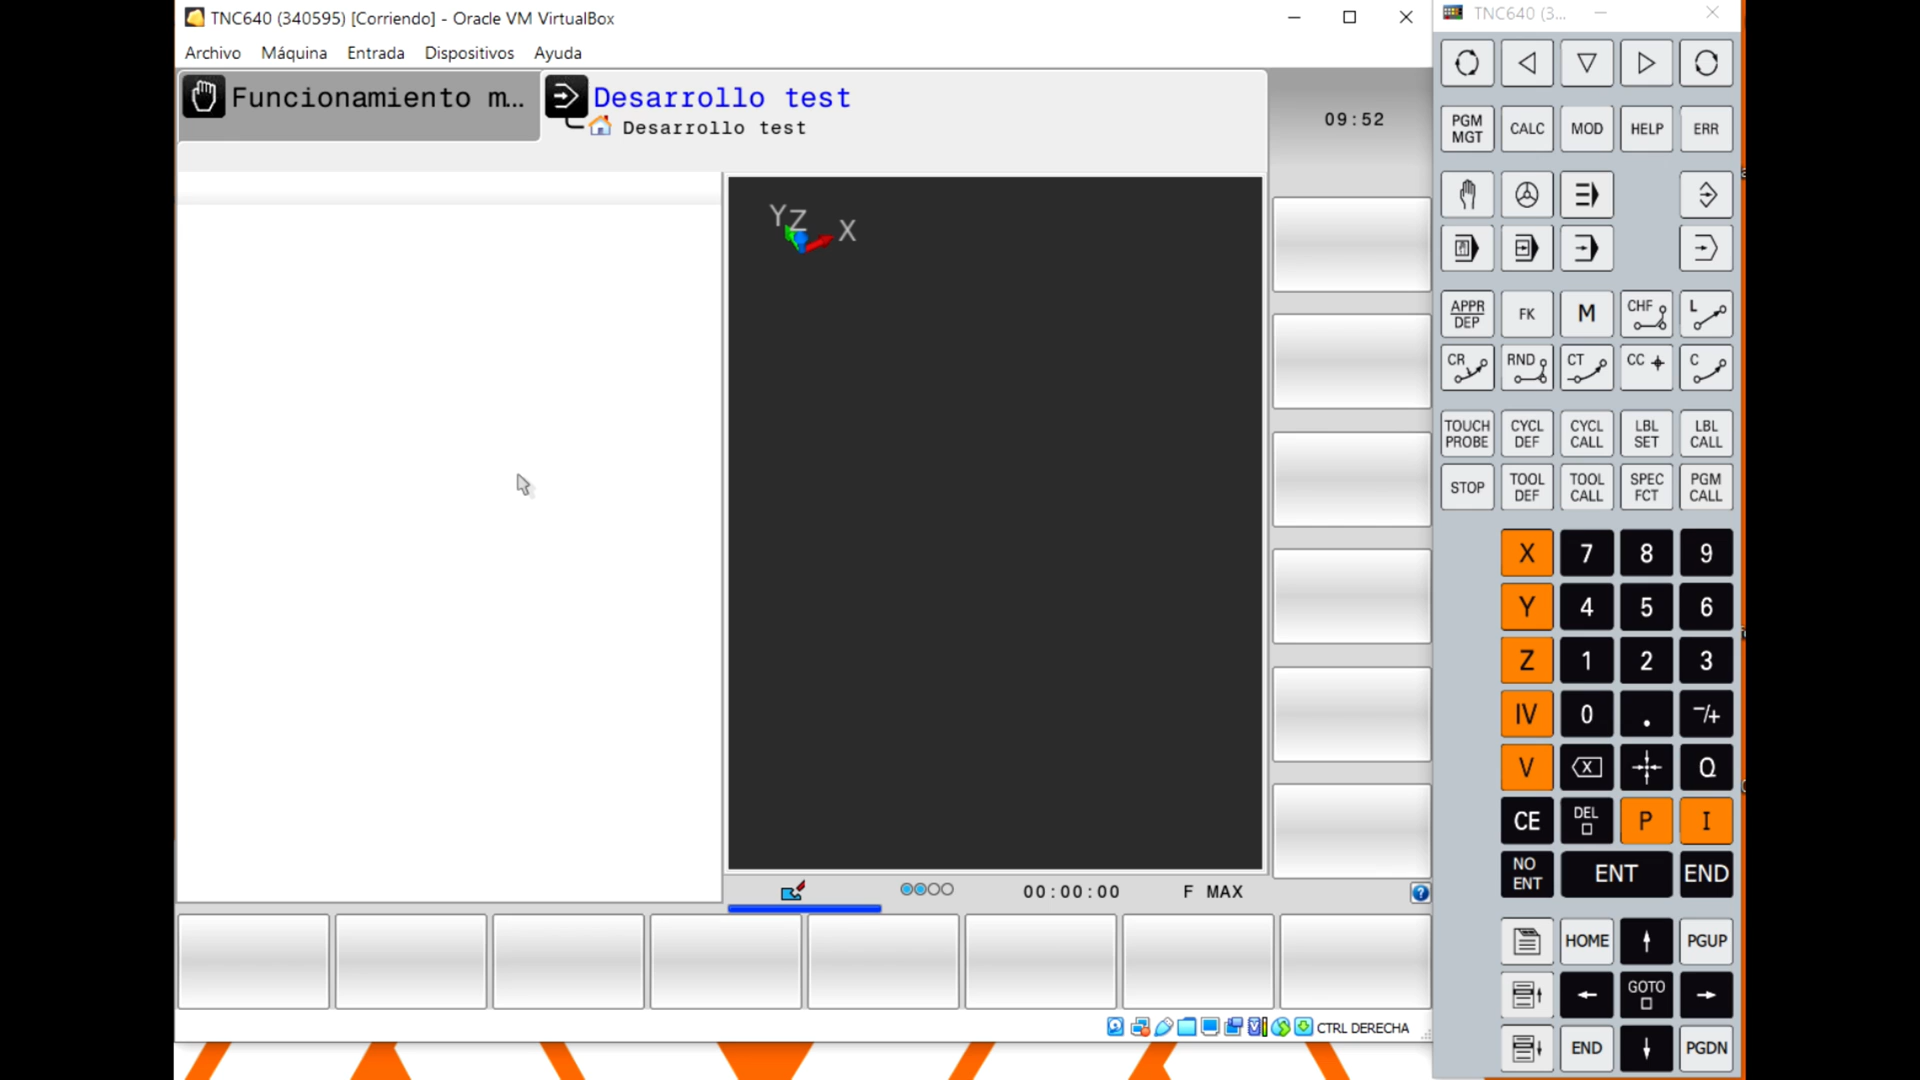 TNC640 (340595) [Corriendo] - Oracle VM VirtualBox
Archivo Máquina Entrada Dispositivos Ayuda
Funcionamiento m...
Desarrollo test
Desarrollo test
09:52
Y Z X
00:00:00 F MAX
CTRL DERECHA
TNC640 (3...
PGM MGT CALC MOD HELP ERR
APPR DEP FK M CHF L
CR RND CT CC C
TOUCH PROBE CYCL DEF CYCL CALL LBL SET LBL CALL
STOP TOOL DEF TOOL CALL SPEC FCT PGM CALL
X 7 8 9
Y 4 5 6
Z 1 2 3
IV 0 . -/+
V X Q
CE DEL P I
NO ENT ENT END
HOME PGUP
GOTO
END PGDN